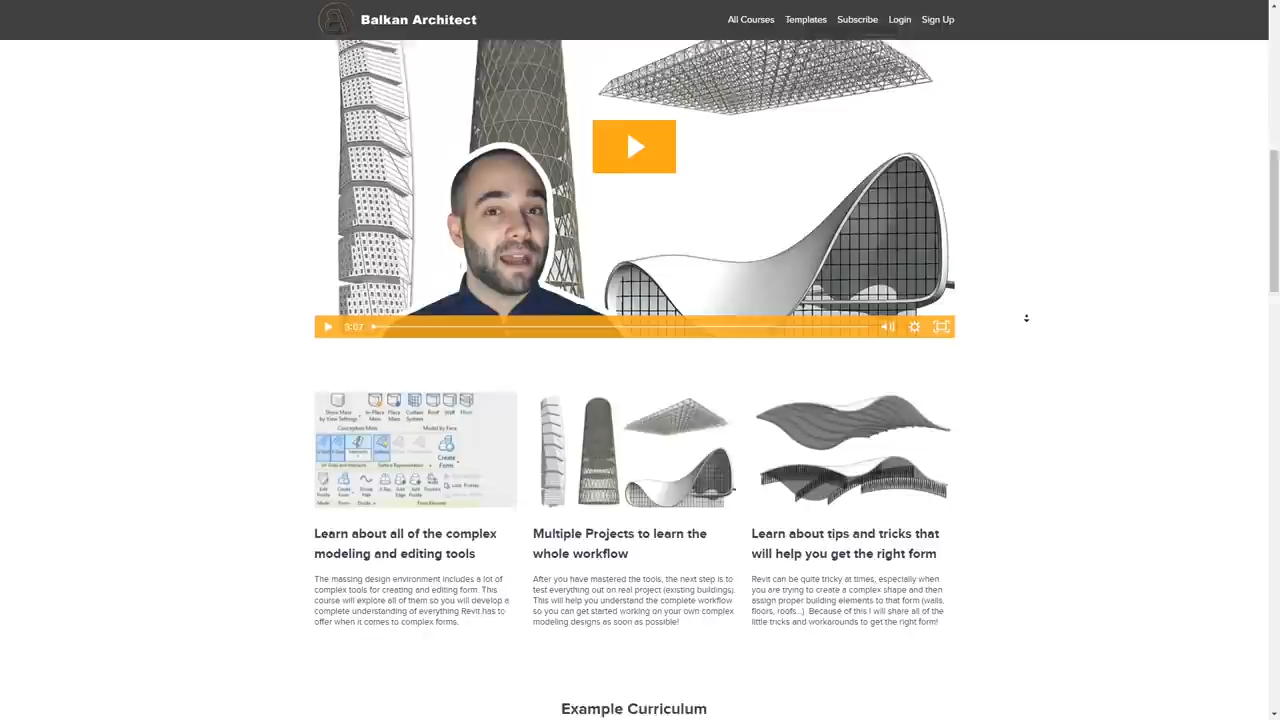 Balkan Architect
All Courses Templates Subscribe Login Sign Up
3:07
Learn about all of the complex
modeling and editing tools
The massing design environment includes a lot of
complex tools for creating and editing form. This
course will explore all of them so you will develop a
complete understanding of everything Revit has to
offer when it comes to complex forms.
Multiple Projects to learn the
whole workflow
After you have mastered the tools, the next step is to
test everything out on real project (existing buildings).
This will help you understand the complete workflow
so you can get started working on your own complex
modeling designs as soon as possible!
Learn about tips and tricks that
will help you get the right form
Revit can be quite tricky at times, especially when
you are trying to create a complex shape and then
assign proper building elements to that form (walls,
floors, roofs...) Because of this I will share all of the
little tricks and workarounds to get the right form!
Example Curriculum